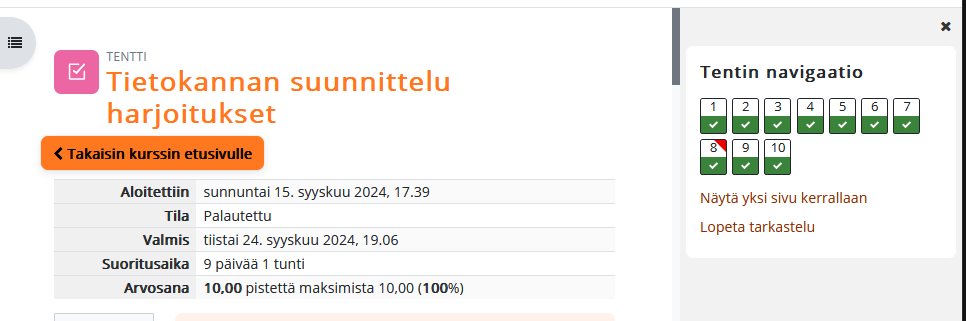 TENTTI
Tietokannan suunnittelu
harjoitukset
Takaisin kurssin etusivulle
Aloitettiin sunnuntai 15. syyskuu 2024, 17.39
Tila Palautettu
Valmis tiistai 24. syyskuu 2024, 19.06
Suoritusaika 9 päivää 1 tunti
Arvosana 10,00 pistettä maksimista 10,00 (100%)
Tentin navigaatio
1 2 3 4 5 6 7
8 9 10
Näytä yksi sivu kerrallaan
Lopeta tarkastelu